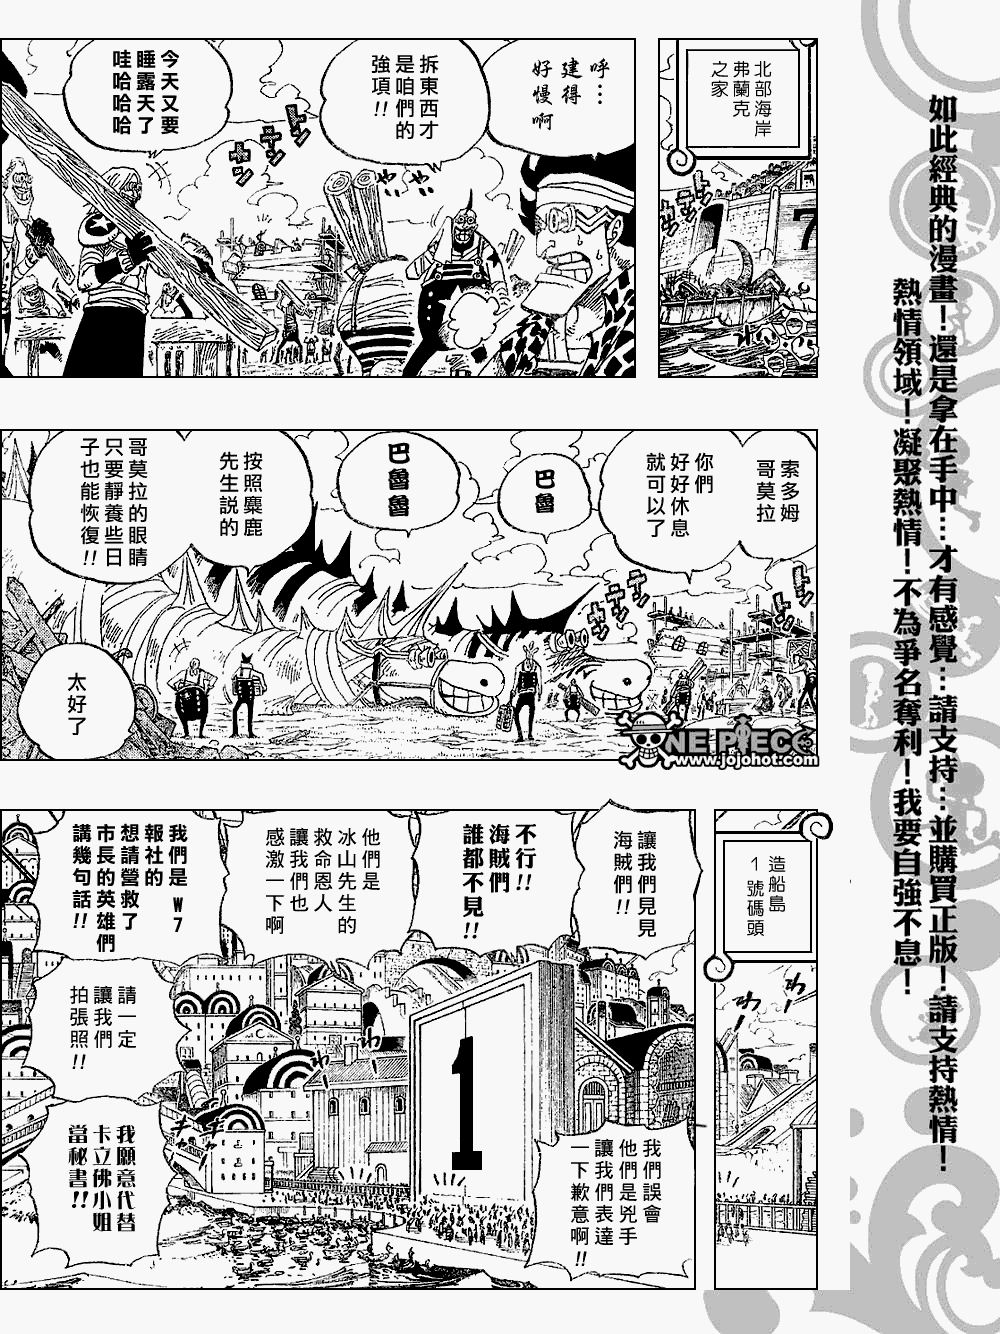 北部海岸
弗蘭克
之家
7
呼…
建得
好慢啊
拆東西才
是咱們的
強項!!
今天又要
睡露天了
哇哈哈哈
索多姆
哥莫拉
你們
好好休息
就可以了
巴魯
巴魯魯
按照麋鹿
先生説的
哥莫拉的眼睛
只要靜養些日
子也能恢復!!
太好了
ONE PIECE
www.jojohot.com
造船島
1號碼頭
讓我們見見
海賊們!!
不行!!
海賊們
誰都不見!!
他們是
冰山先生的
救命恩人
讓我們也
感激一下啊
我們是 W7
報社的
想請營救了
市長的英雄們
講幾句話!!
請一定
讓我們
拍張照!!
我願意代替
卡立佛小姐
當秘書!!
我們誤會
他們是兇手
讓我們表達
一下歉意啊!!
1
如此經典的漫畫！還是拿在手中…才有感覺…請支持…並購買正版！請支持熱情！
熱情領域！凝聚熱情！不為爭名奪利！我要自強不息！